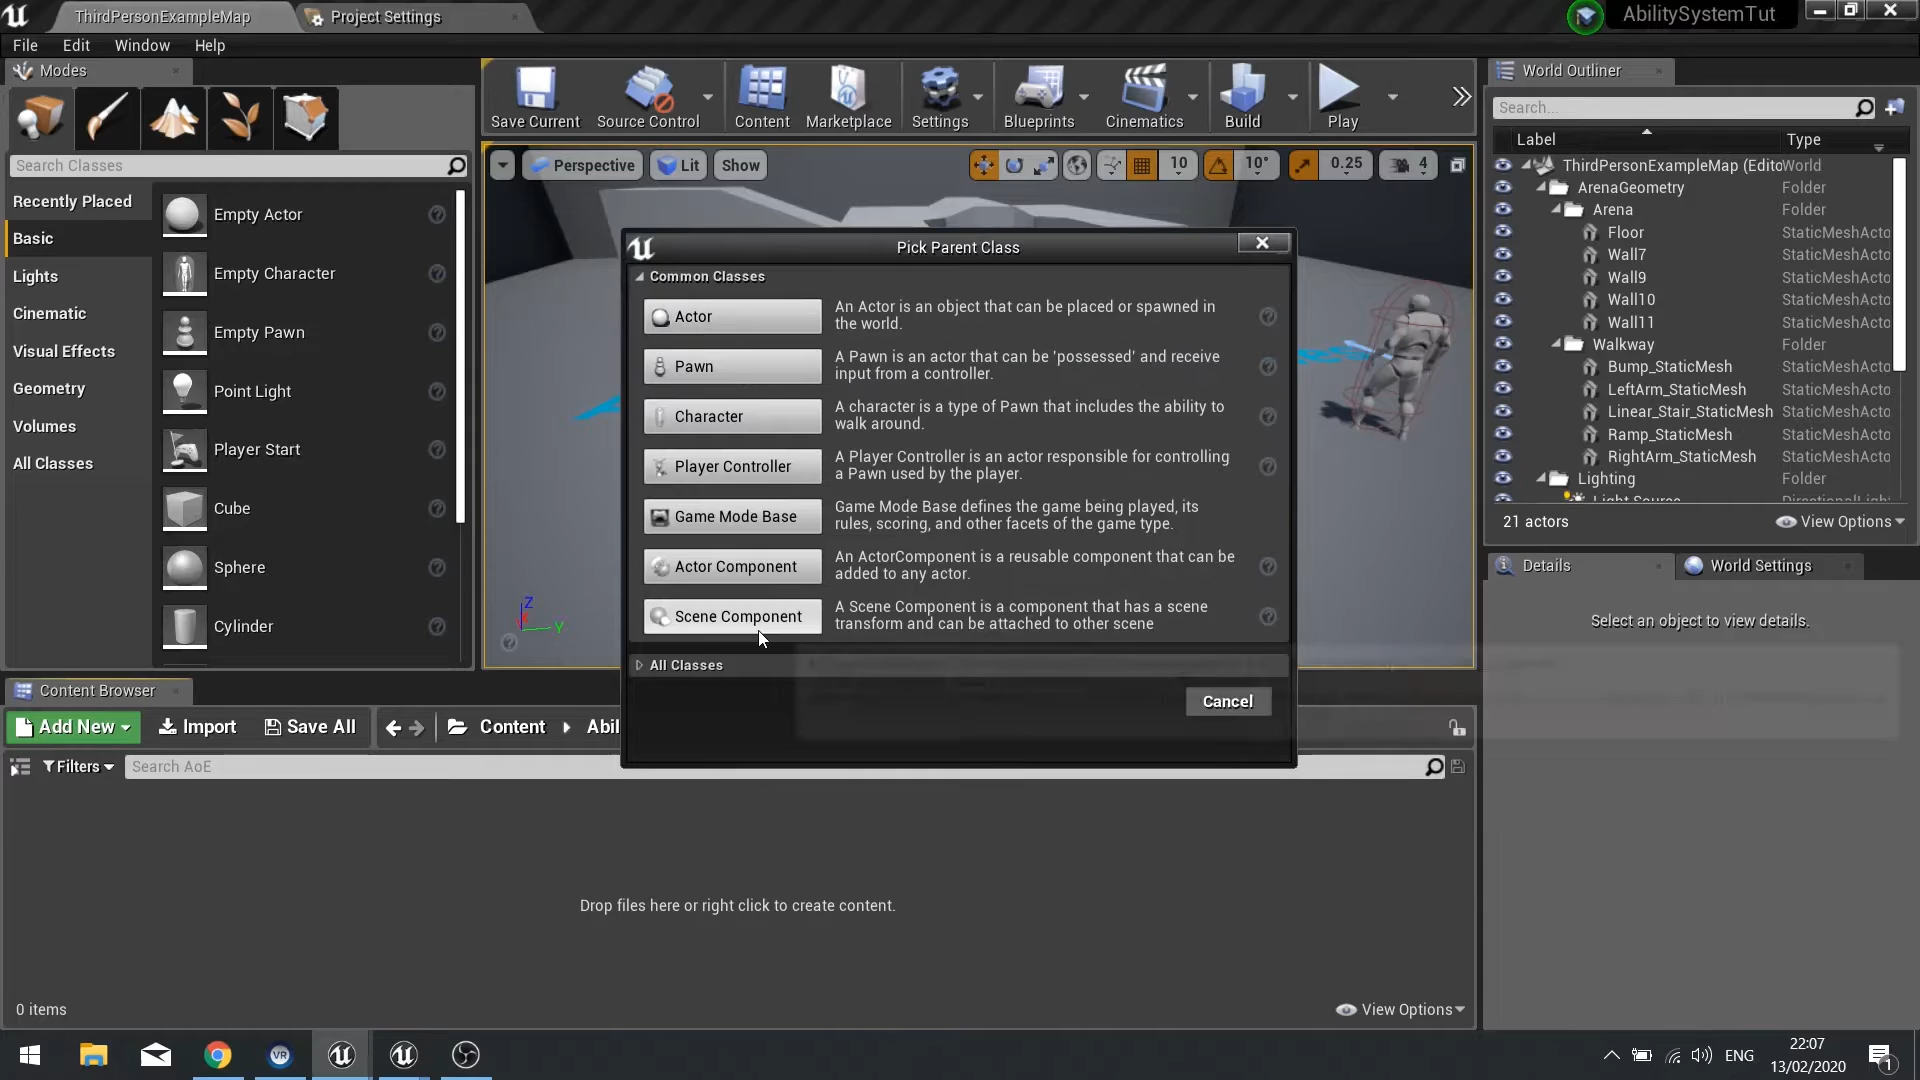 ThirdPersonExampleMap
Project Settings
AbilitySystemTut
File Edit Window Help
Modes
Search Classes
Recently Placed
Basic
Lights
Cinematic
Visual Effects
Geometry
Volumes
All Classes
Empty Actor
Empty Character
Empty Pawn
Point Light
Player Start
Cube
Sphere
Cylinder
Save Current
Source Control
Content
Marketplace
Settings
Blueprints
Cinematics
Build
Play
Perspective
Lit
Show
10
10°
0.25
4
Z
Y
Pick Parent Class
Common Classes
Actor
An Actor is an object that can be placed or spawned in
the world.
Pawn
A Pawn is an actor that can be 'possessed' and receive
input from a controller.
Character
A character is a type of Pawn that includes the ability to
walk around.
Player Controller
A Player Controller is an actor responsible for controlling
a Pawn used by the player.
Game Mode Base
Game Mode Base defines the game being played, its
rules, scoring, and other facets of the game type.
Actor Component
An ActorComponent is a reusable component that can be
added to any actor.
Scene Component
A Scene Component is a component that has a scene
transform and can be attached to other scene
All Classes
Cancel
World Outliner
Search...
Label Type
ThirdPersonExampleMap (Edito World
ArenaGeometry Folder
Arena Folder
Floor StaticMeshActo
Wall7 StaticMeshActo
Wall9 StaticMeshActo
Wall10 StaticMeshActo
Wall11 StaticMeshActo
Walkway Folder
Bump_StaticMesh StaticMeshActo
LeftArm_StaticMesh StaticMeshActo
Linear_Stair_StaticMesh StaticMeshActo
Ramp_StaticMesh StaticMeshActo
RightArm_StaticMesh StaticMeshActo
Lighting Folder
Light Source DirectionalLigh
21 actors
View Options
Details
World Settings
Select an object to view details.
Content Browser
Add New
Import
Save All
Content
Abil
Filters
Search AoE
Drop files here or right click to create content.
0 items
View Options
VR
ENG
22:07
13/02/2020
1